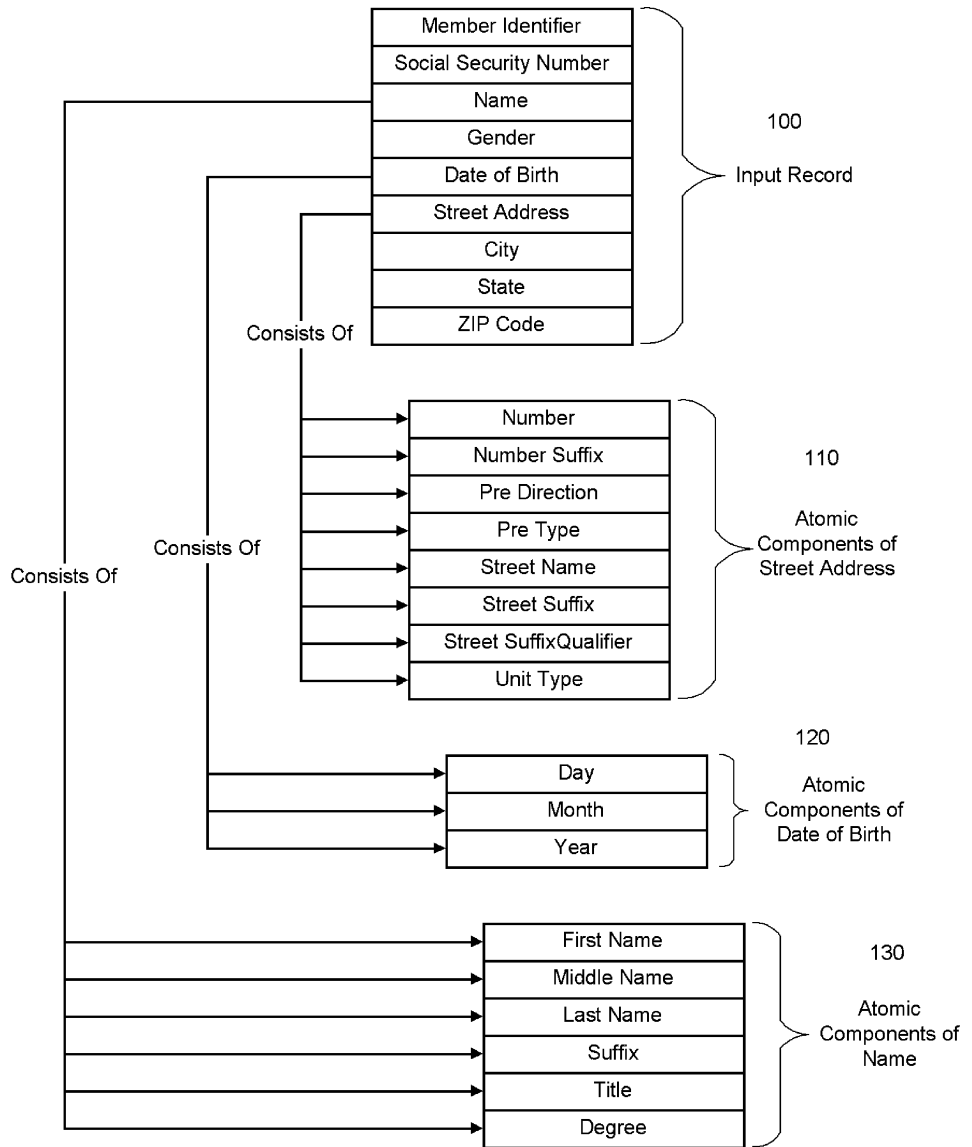 Member Identifier
Social Security Number
Name
Gender
Date of Birth
Street Address
City
State
ZIP Code
100
Input Record
Consists Of
Number
Number Suffix
Pre Direction
Pre Type
Street Name
Street Suffix
Street SuffixQualifier
Unit Type
110
Atomic
Components of
Street Address
Consists Of
Consists Of
Day
Month
Year
120
Atomic
Components of
Date of Birth
First Name
Middle Name
Last Name
Suffix
Title
Degree
130
Atomic
Components of
Name